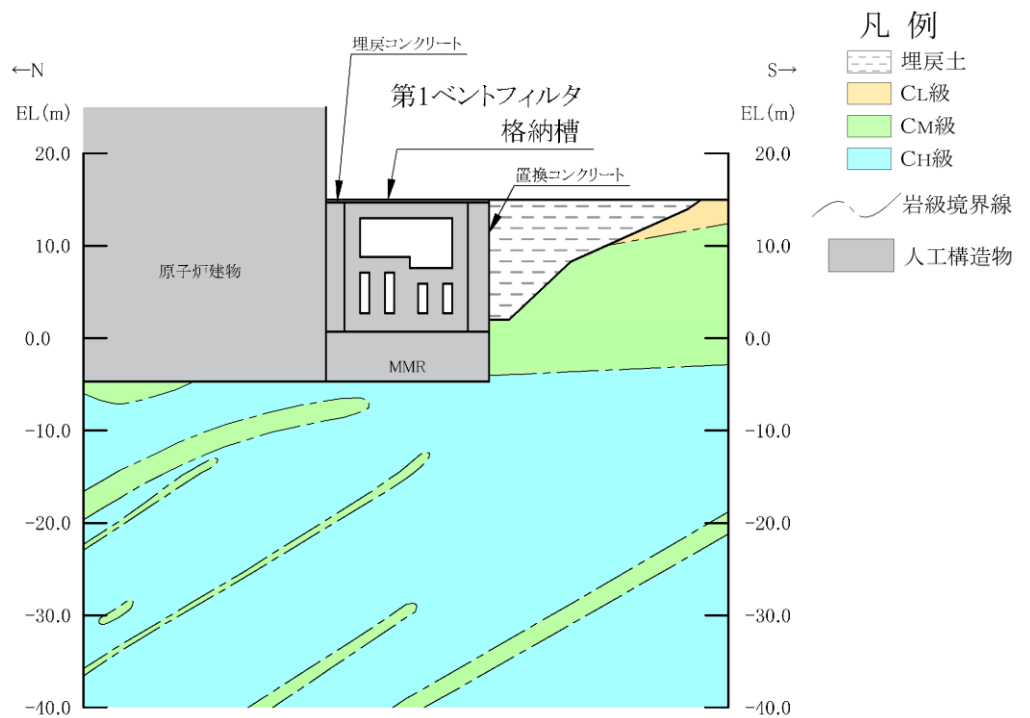 凡 例
埋戻土
CL級
CM級
CH級
岩級境界線
人工構造物
←N
S→
EL(m)
EL(m)
埋戻コンクリート
第1ベントフィルタ
格納槽
置換コンクリート
原子炉建物
MMR
20.0
10.0
0.0
-10.0
-20.0
-30.0
-40.0
20.0
10.0
0.0
-10.0
-20.0
-30.0
-40.0